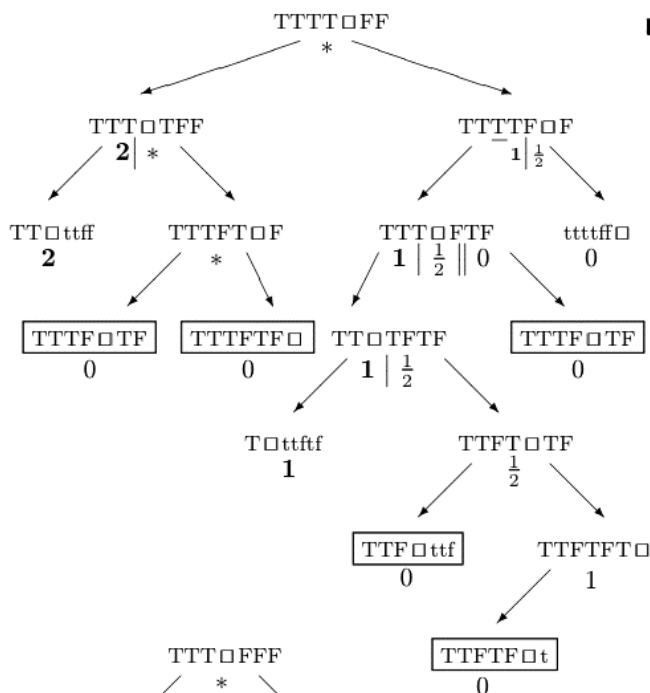 TTTT□FF
*
TTT□TFF
2| *
TTTTF□F
− 1|½
TT□ttff
2
TTTFT□F
*
TTT□FTF
1 | ½ || 0
ttttff□
0
TTTF□TF
0
TTTFTF□
0
TT□TFTF
1 | ½
TTTF□TF
0
T□ttftf
1
TTFT□TF
½
TTF□ttf
0
TTFTFT□
1
TTT□FFF
*
TTFTF□t
0